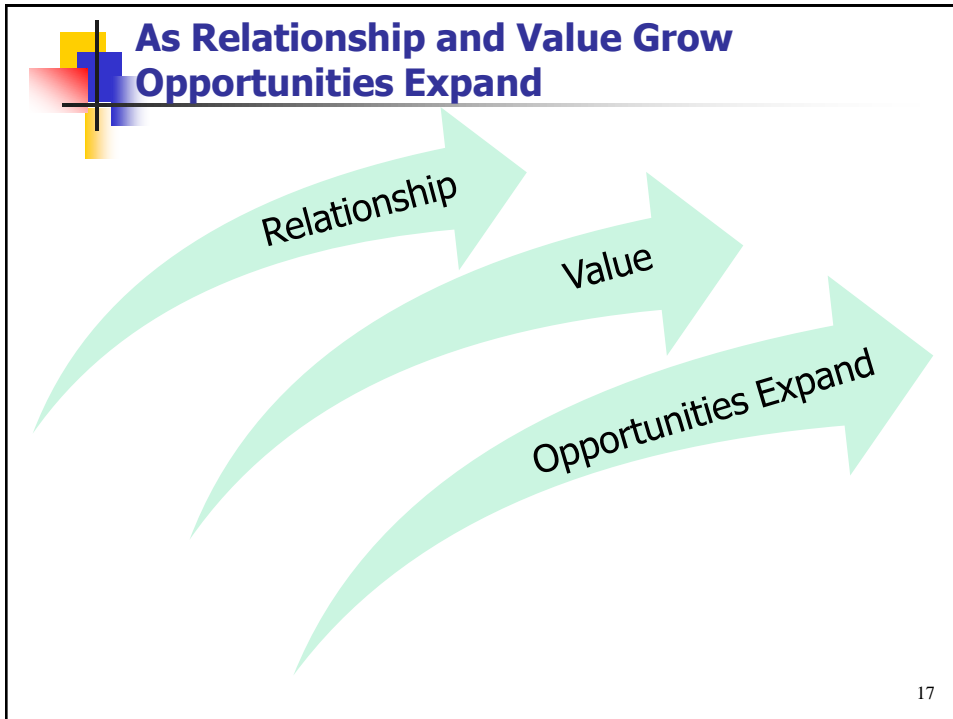 As Relationship and Value Grow
Opportunities Expand
Relationship
Value
Opportunities Expand
17